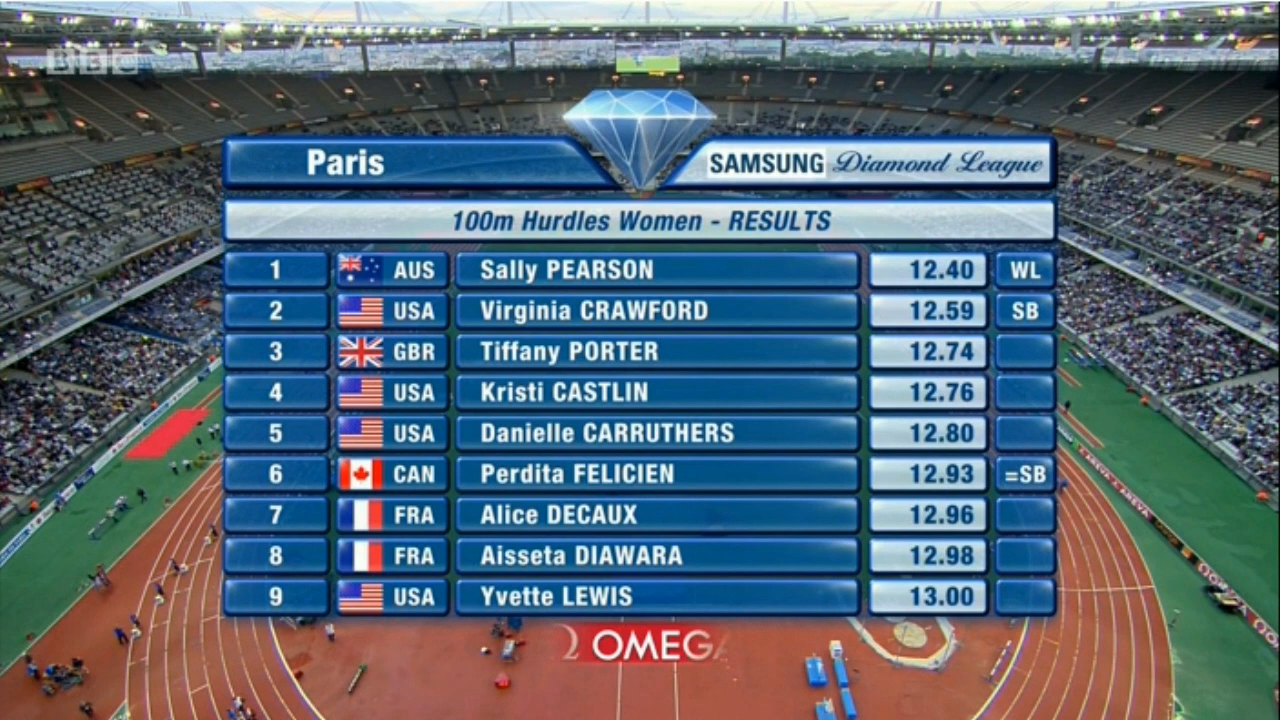 BBC
Paris
SAMSUNG Diamond League
100m Hurdles Women - RESULTS
1 AUS Sally PEARSON 12.40 WL
2 USA Virginia CRAWFORD 12.59 SB
3 GBR Tiffany PORTER 12.74
4 USA Kristi CASTLIN 12.76
5 USA Danielle CARRUTHERS 12.80
6 CAN Perdita FELICIEN 12.93 =SB
7 FRA Alice DECAUX 12.96
8 FRA Aisseta DIAWARA 12.98
9 USA Yvette LEWIS 13.00
OMEGA
AREVA AREVA